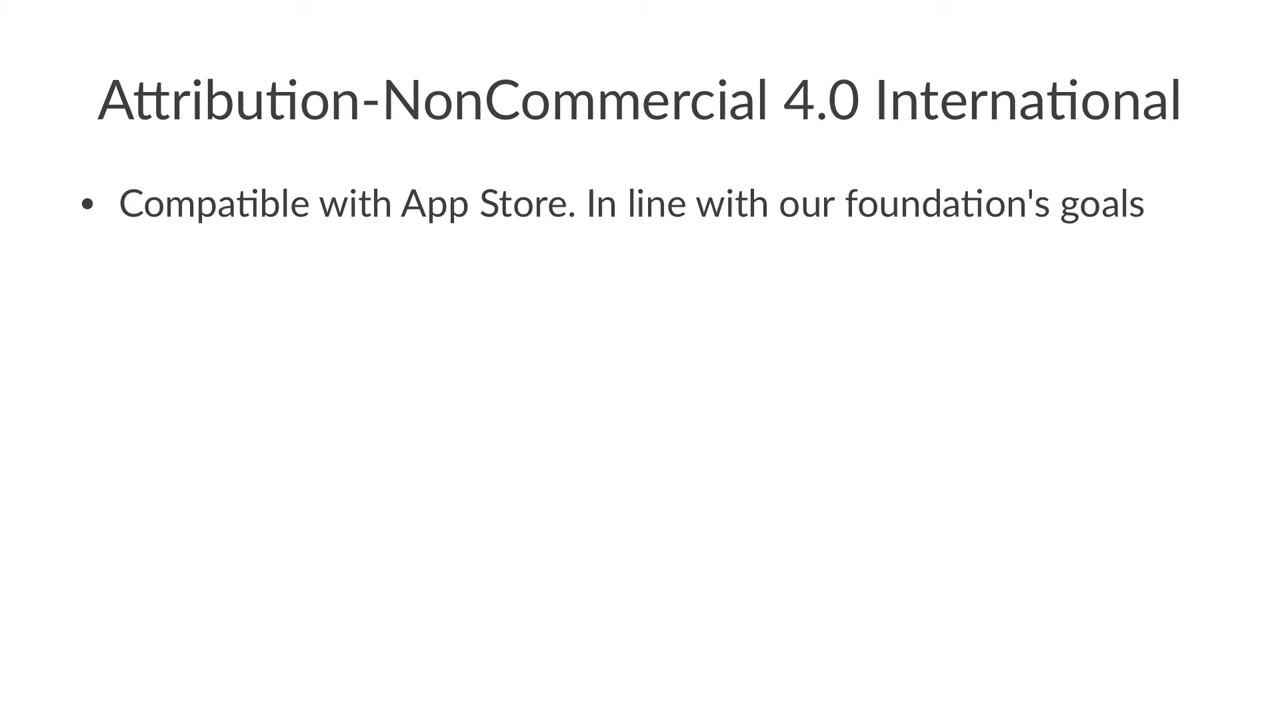 Attribution-NonCommercial 4.0 International
• Compatible with App Store. In line with our foundation's goals